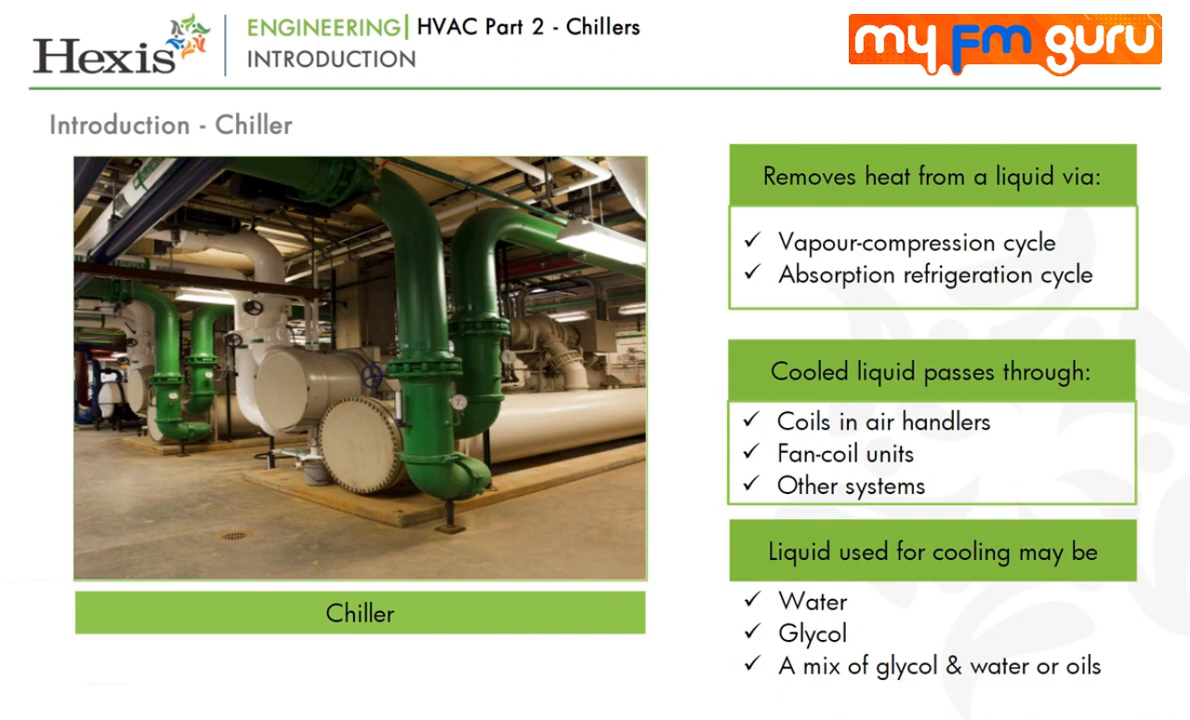 Hexis
ENGINEERING| HVAC Part 2 - Chillers
INTRODUCTION
my fm guru
Introduction - Chiller
Chiller
Removes heat from a liquid via:
✓ Vapour-compression cycle
✓ Absorption refrigeration cycle
Cooled liquid passes through:
✓ Coils in air handlers
✓ Fan-coil units
✓ Other systems
Liquid used for cooling may be
✓ Water
✓ Glycol
✓ A mix of glycol & water or oils